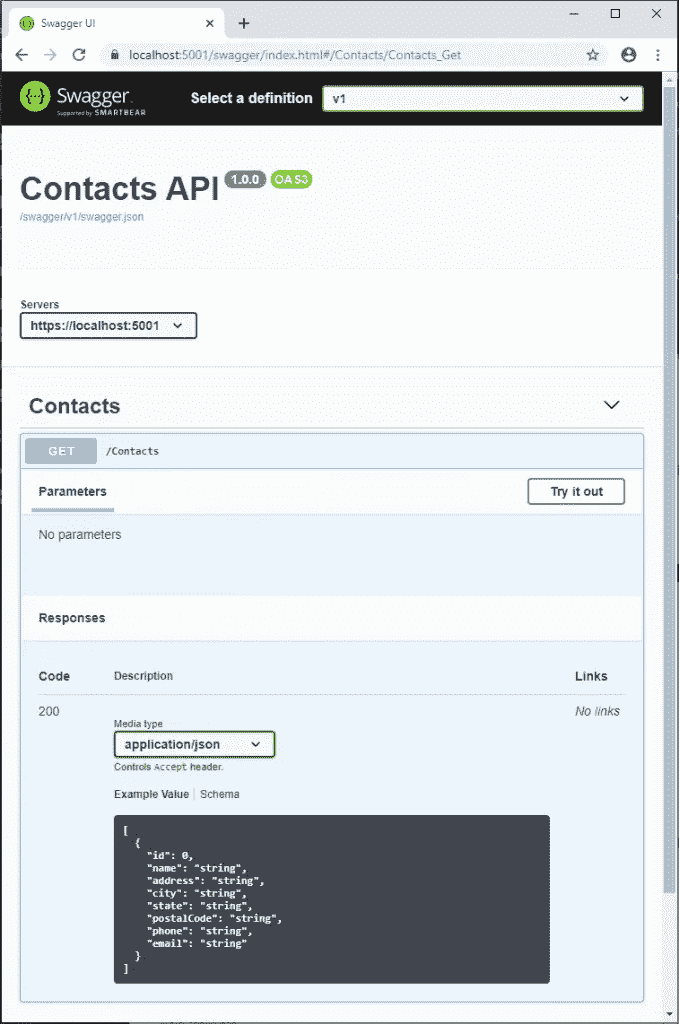 Swagger UI
localhost:5001/swagger/index.html#/Contacts/Contacts_Get
Swagger
Supported by SMARTBEAR
Select a definition
v1
Contacts API 1.0.0 OAS3
/swagger/v1/swagger.json
Servers
https://localhost:5001
Contacts
GET /Contacts
Parameters
Try it out
No parameters
Responses
Code Description Links
200 No links
Media type
application/json
Controls Accept header.
Example Value Schema
[
{
"id": 0,
"name": "string",
"address": "string",
"city": "string",
"state": "string",
"postalCode": "string",
"phone": "string",
"email": "string"
}
]